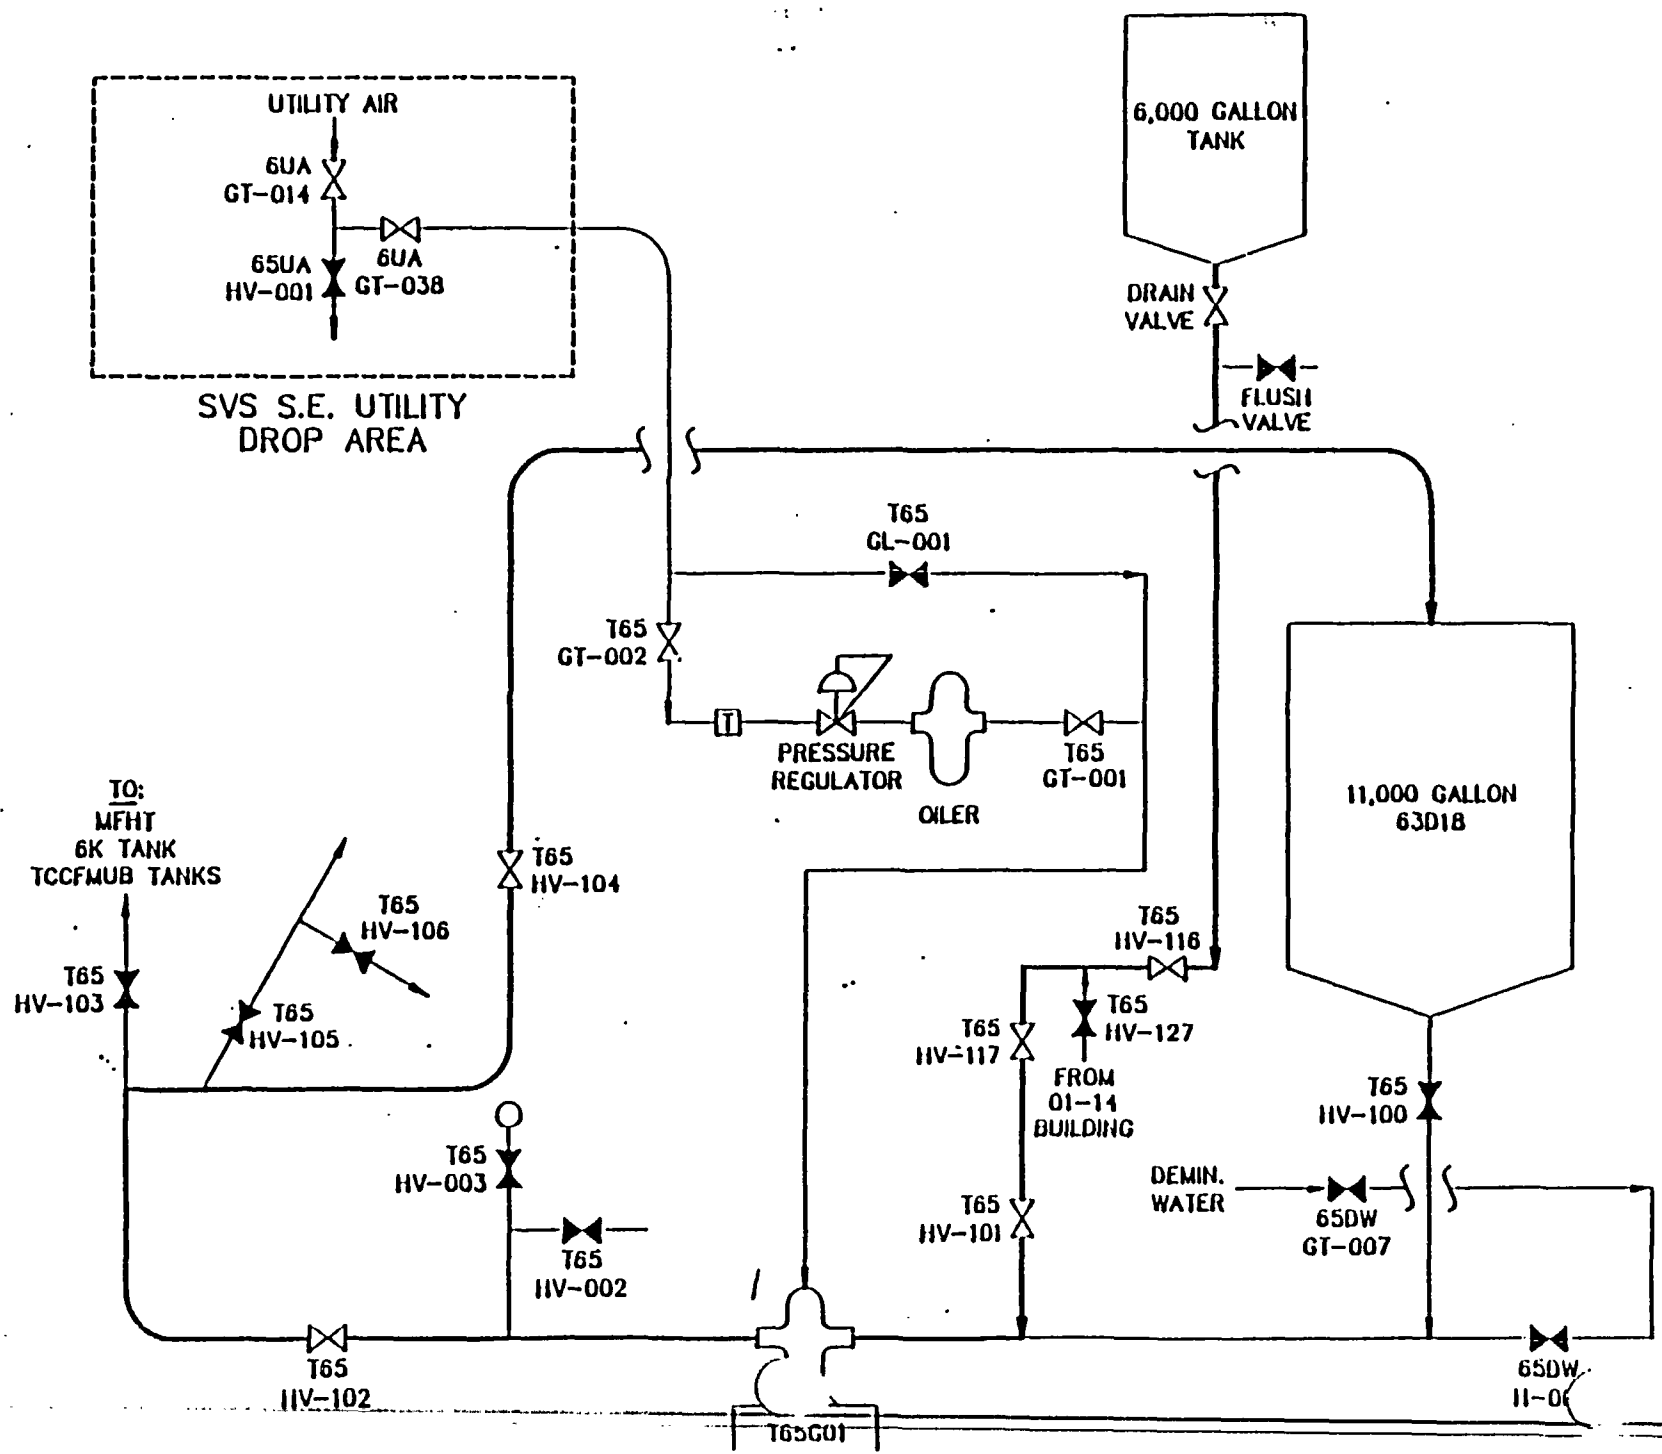 6,000 GALLON
TANK
UTILITY AIR
6UA
GT-014
65UA
HV-001
6UA
GT-038
SVS S.E. UTILITY
DROP AREA
DRAIN
VALVE
FLUSH
VALVE
T65
GL-001
T65
GT-002
T
PRESSURE
REGULATOR
OILER
T65
GT-001
11,000 GALLON
63D18
TO:
MFHT
6K TANK
TCCFMUB TANKS
T65
HV-103
T65
HV-106
T65
HV-105
T65
HV-104
T65
HV-116
T65
HV-117
T65
HV-127
FROM
01-14
BUILDING
T65
HV-100
T65
HV-003
T65
HV-002
T65
HV-101
DEMIN.
WATER
65DW
GT-007
T65
HV-102
T65G01
65DW